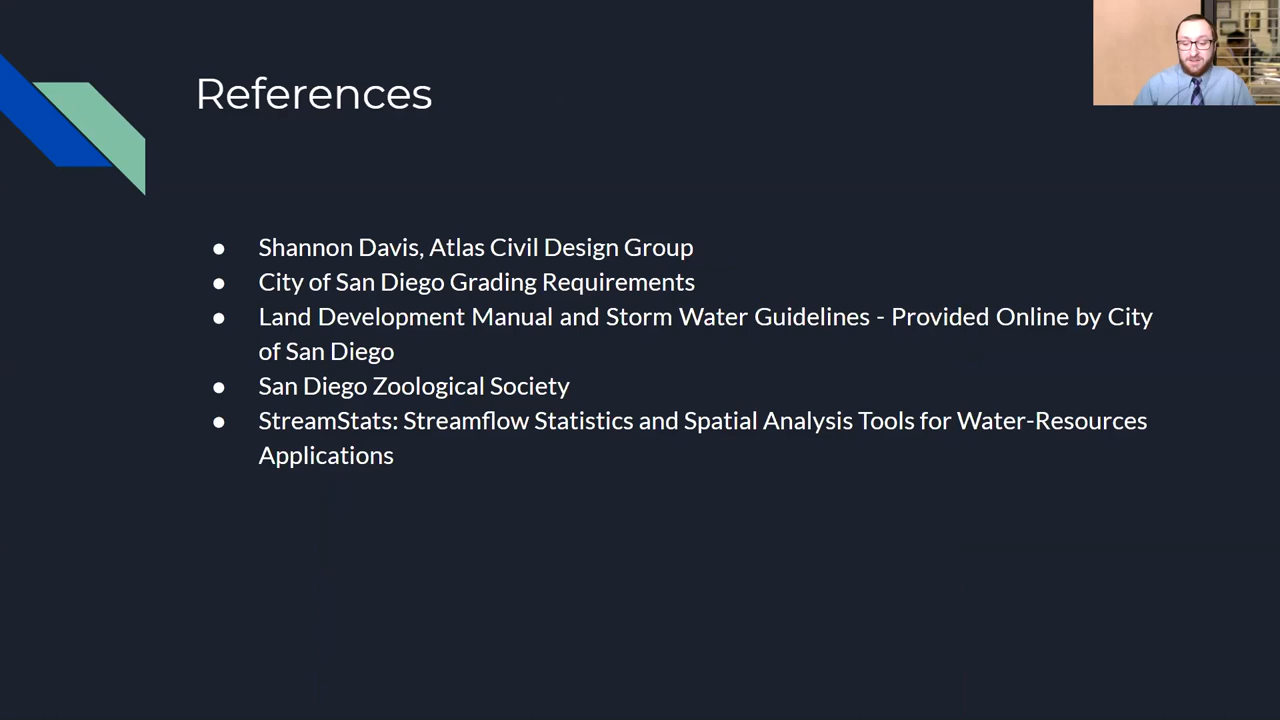 References
● Shannon Davis, Atlas Civil Design Group
● City of San Diego Grading Requirements
● Land Development Manual and Storm Water Guidelines - Provided Online by City
of San Diego
● San Diego Zoological Society
● StreamStats: Streamflow Statistics and Spatial Analysis Tools for Water-Resources
Applications